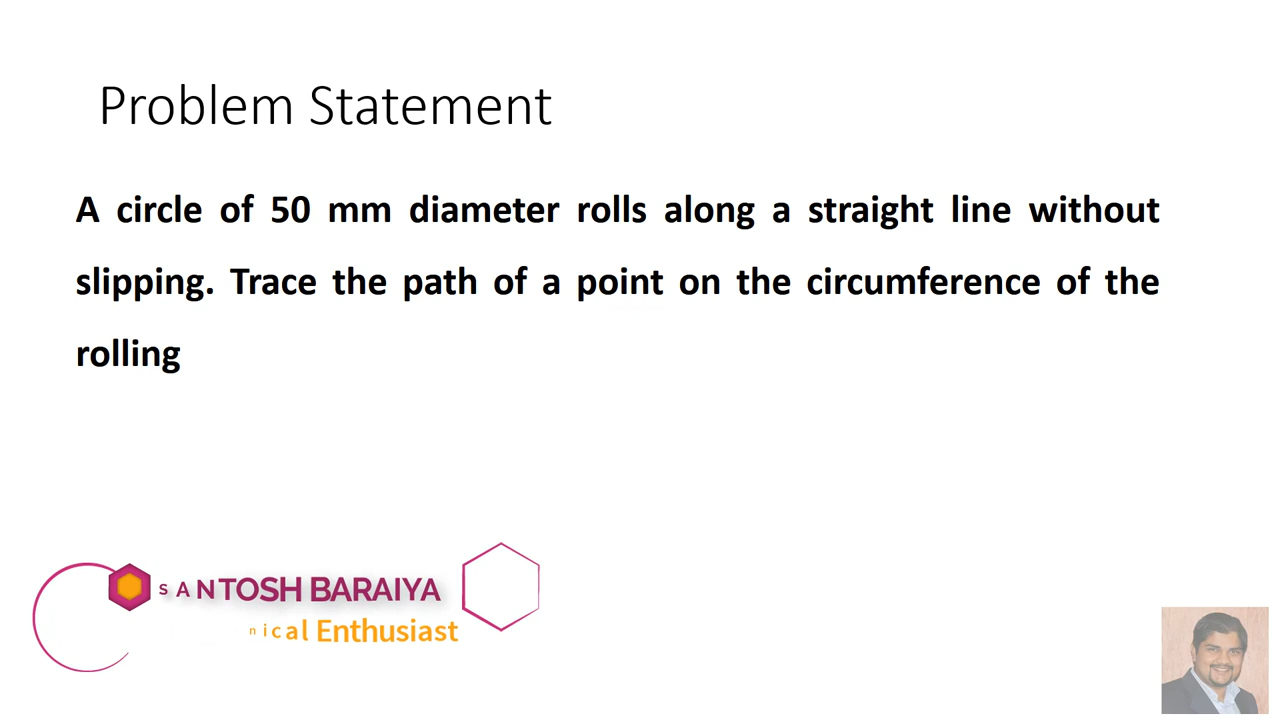 Problem Statement
A circle of 50 mm diameter rolls along a straight line without
slipping. Trace the path of a point on the circumference of the
rolling
SANTOSH BARAIYA
nical Enthusiast